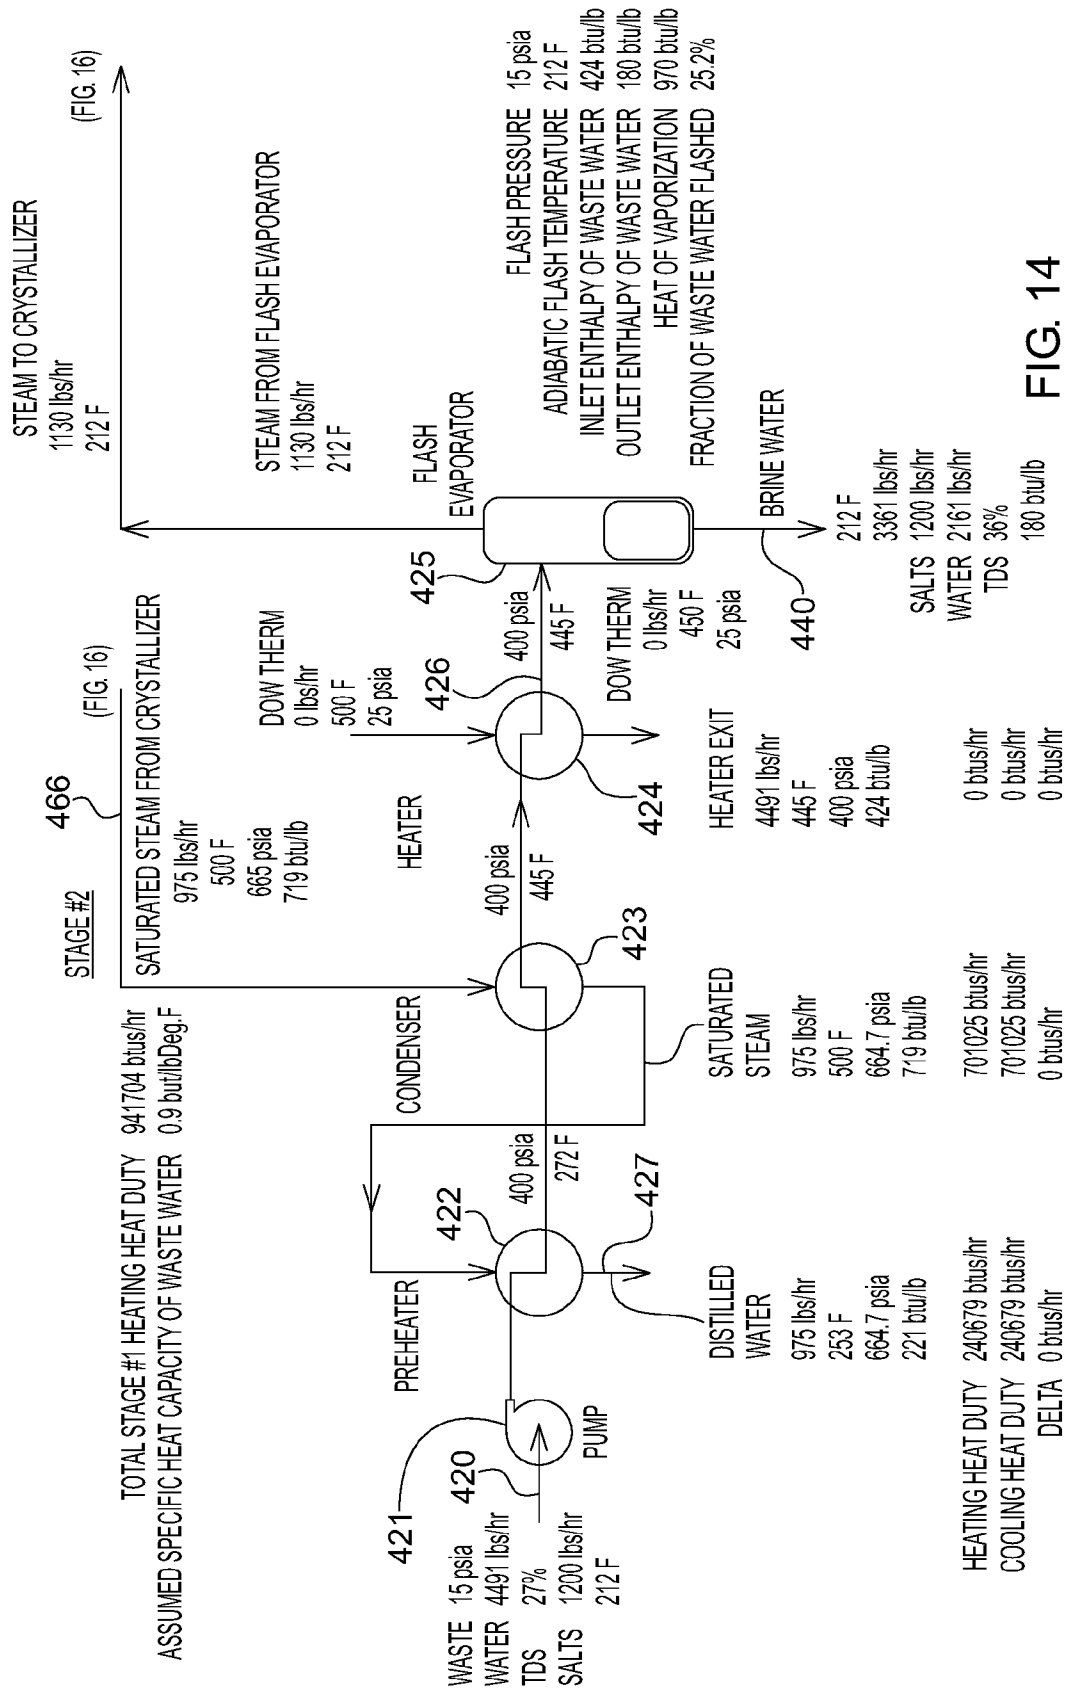 TOTAL STAGE #1 HEATING HEAT DUTY 941704 btus/hr
ASSUMED SPECIFIC HEAT CAPACITY OF WASTE WATER 0.9 but/lbDeg.F
STAGE #2
466
(FIG. 16)
SATURATED STEAM FROM CRYSTALLIZER
975 lbs/hr
500 F
665 psia
719 btu/lb
STEAM TO CRYSTALLIZER
1130 lbs/hr
212 F
(FIG. 16)
STEAM FROM FLASH EVAPORATOR
1130 lbs/hr
212 F
WASTE 15 psia
WATER 4491 lbs/hr
TDS 27%
SALTS 1200 lbs/hr
212 F
421
420
PUMP
PREHEATER
422
400 psia
272 F
427
CONDENSER
423
400 psia
445 F
HEATER
DOW THERM
0 lbs/hr
500 F
25 psia
424
426
400 psia
445 F
DOW THERM
0 lbs/hr
450 F
25 psia
425
FLASH
EVAPORATOR
FLASH PRESSURE 15 psia
ADIABATIC FLASH TEMPERATURE 212 F
INLET ENTHALPY OF WASTE WATER 424 btu/lb
OUTLET ENTHALPY OF WASTE WATER 180 btu/lb
HEAT OF VAPORIZATION 970 btu/lb
FRACTION OF WASTE WATER FLASHED 25.2%
BRINE WATER
440
212 F
3361 lbs/hr
SALTS 1200 lbs/hr
WATER 2161 lbs/hr
TDS 36%
180 btu/lb
DISTILLED
WATER
975 lbs/hr
253 F
664.7 psia
221 btu/lb
SATURATED
STEAM
975 lbs/hr
500 F
664.7 psia
719 btu/lb
HEATER EXIT
4491 lbs/hr
445 F
400 psia
424 btu/lb
HEATING HEAT DUTY 240679 btus/hr 701025 btus/hr 0 btus/hr
COOLING HEAT DUTY 240679 btus/hr 701025 btus/hr 0 btus/hr
DELTA 0 btus/hr 0 btus/hr 0 btus/hr
FIG. 14